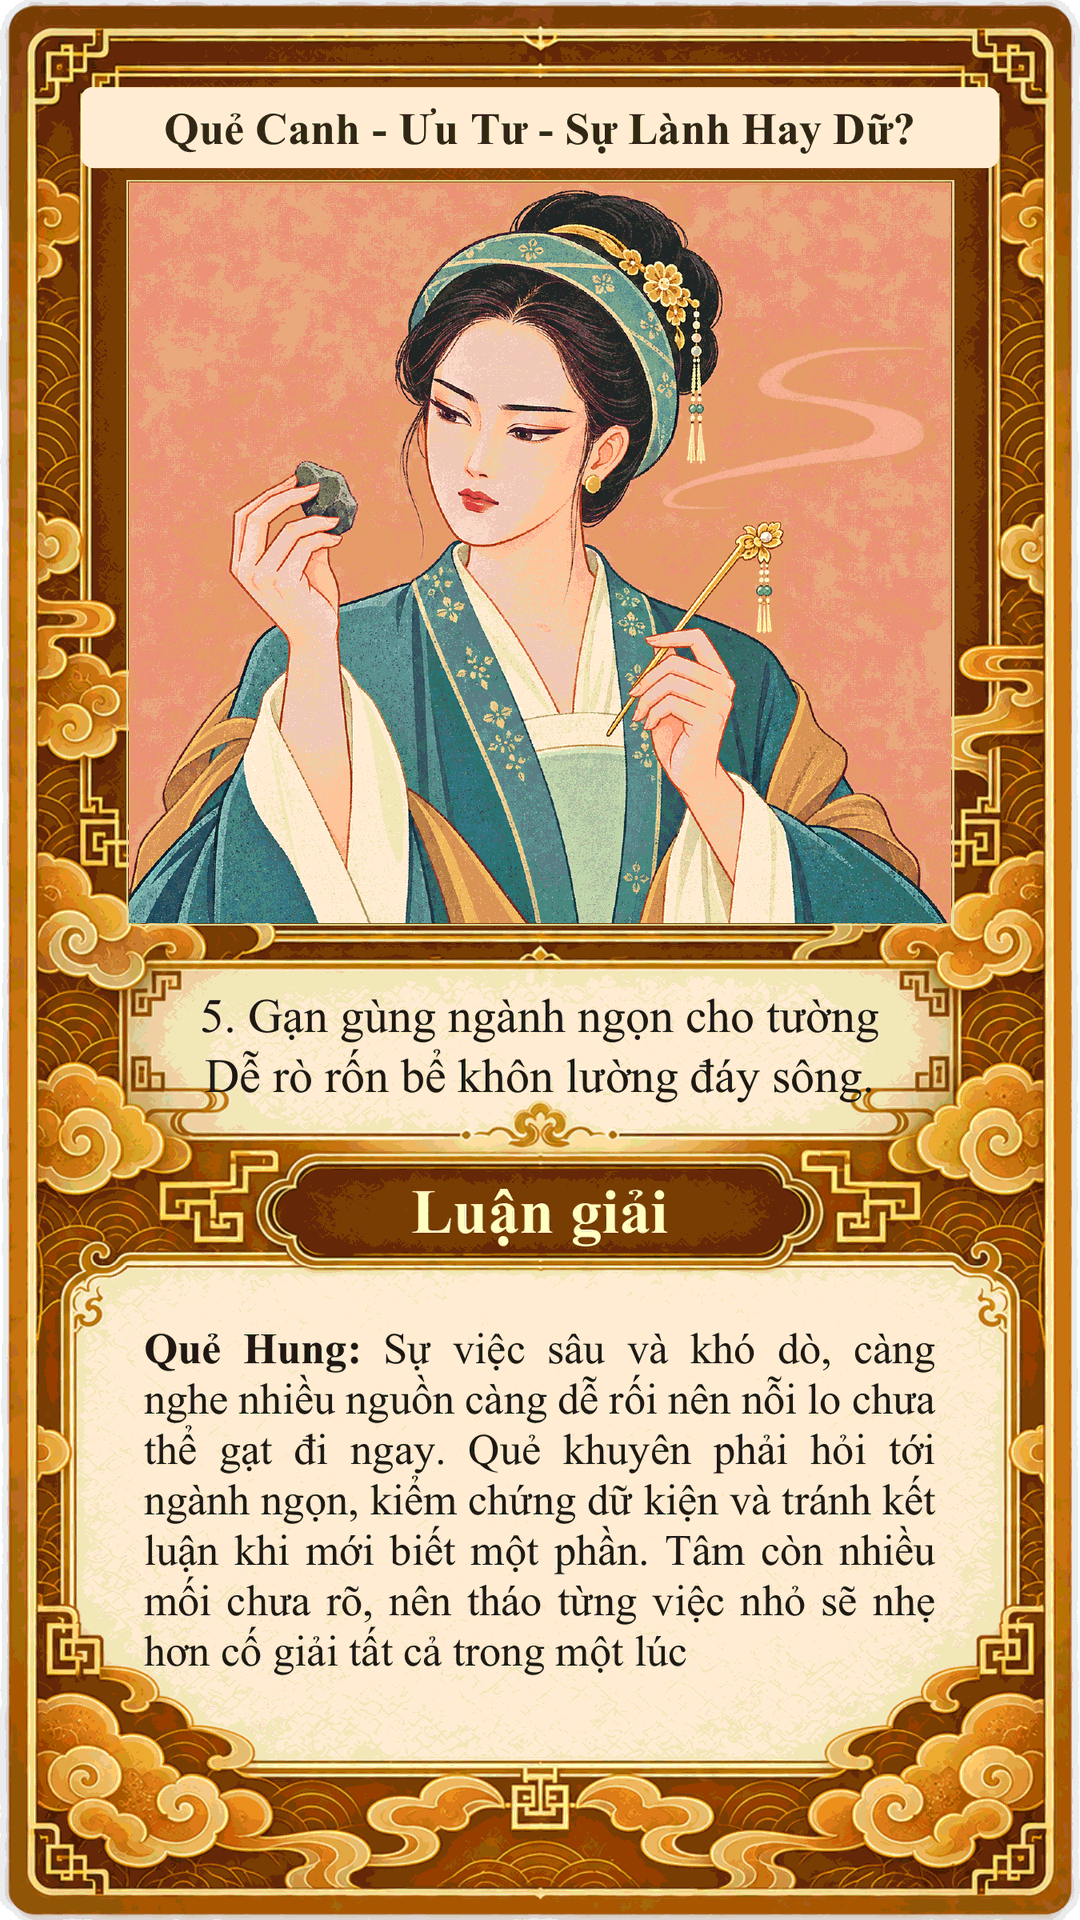 Quẻ Canh - Ưu Tư - Sự Lành Hay Dữ?
5. Gạn gùng ngành ngọn cho tường
Dễ rò rốn bể khôn lường đáy sông.
Luận giải
Quẻ Hung: Sự việc sâu và khó dò, càng
nghe nhiều nguồn càng dễ rối nên nỗi lo chưa
thể gạt đi ngay. Quẻ khuyên phải hỏi tới
ngành ngọn, kiểm chứng dữ kiện và tránh kết
luận khi mới biết một phần. Tâm còn nhiều
mối chưa rõ, nên tháo từng việc nhỏ sẽ nhẹ
hơn cố giải tất cả trong một lúc